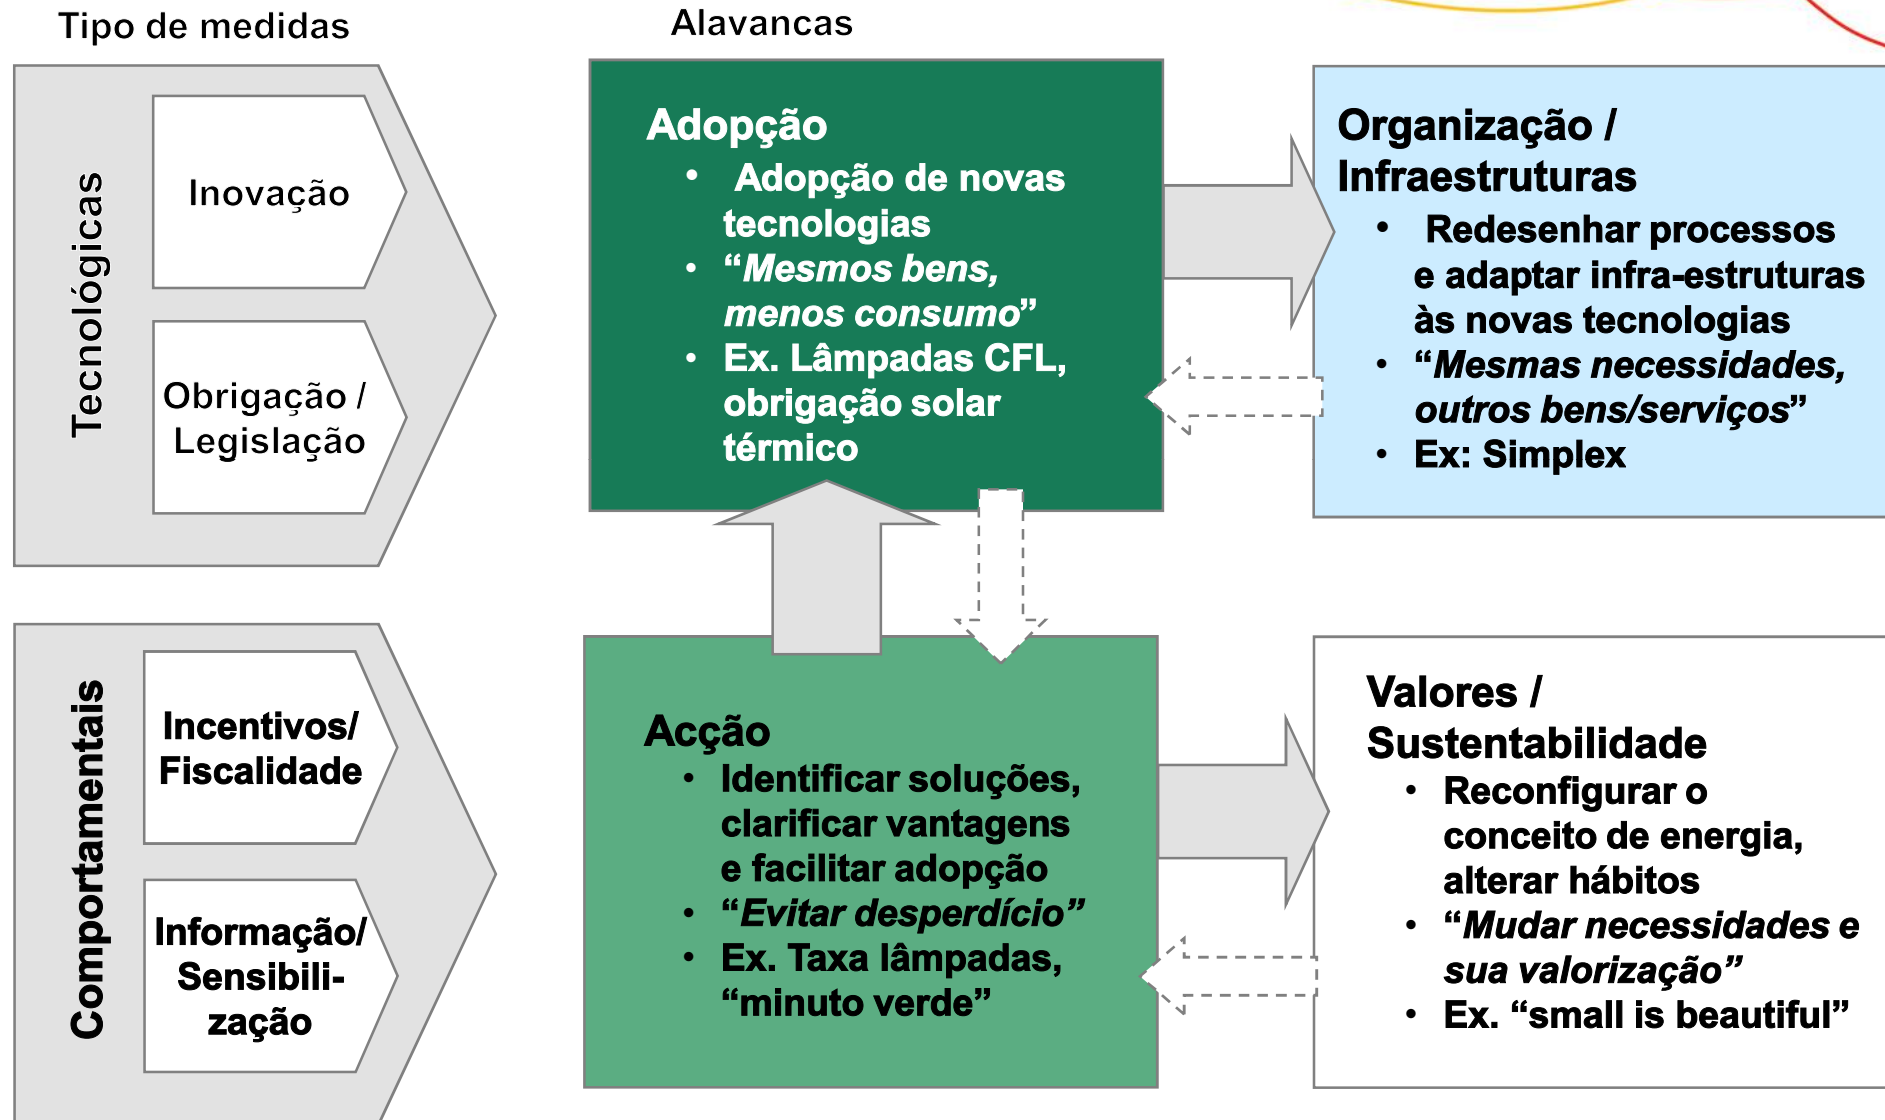 Tipo de medidas
Alavancas
Tecnológicas
Inovação
Obrigação /
Legislação
Adopção
• Adopção de novas
tecnologias
• “Mesmos bens,
menos consumo”
• Ex. Lâmpadas CFL,
obrigação solar
térmico
Organização /
Infraestruturas
• Redesenhar processos
e adaptar infra-estruturas
às novas tecnologias
• “Mesmas necessidades,
outros bens/serviços”
• Ex: Simplex
Comportamentais
Incentivos/
Fiscalidade
Informação/
Sensibili-
zação
Acção
• Identificar soluções,
clarificar vantagens
e facilitar adopção
• “Evitar desperdício”
• Ex. Taxa lâmpadas,
“minuto verde”
Valores /
Sustentabilidade
• Reconfigurar o
conceito de energia,
alterar hábitos
• “Mudar necessidades e
sua valorização”
• Ex. “small is beautiful”